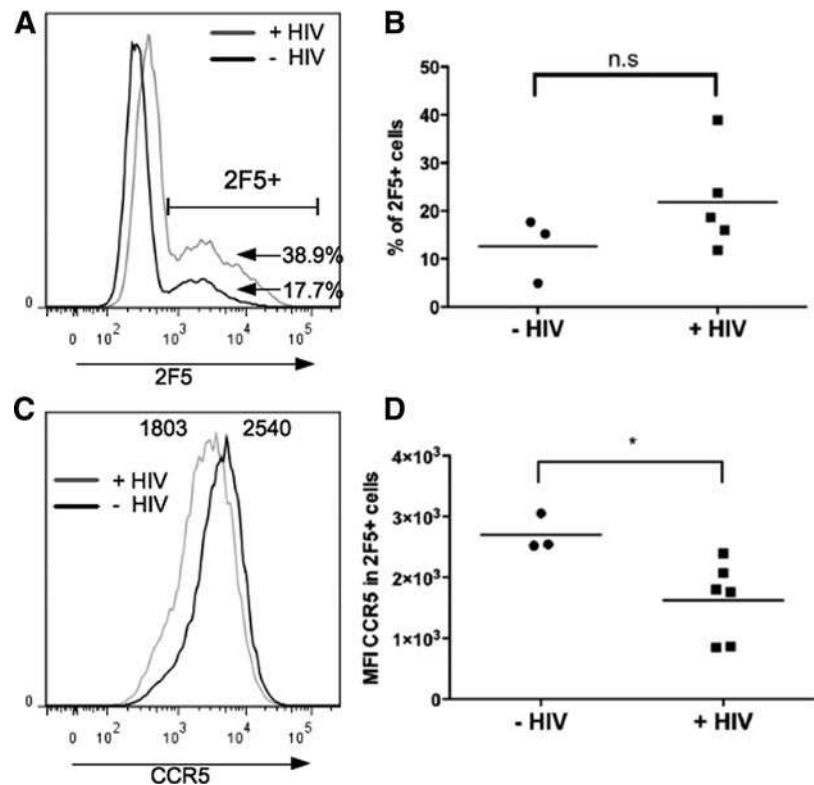 A
+ HIV
- HIV
2F5+
38.9%
17.7%
0
0 10² 10³ 10⁴ 10⁵
2F5
B
n.s
50
40
30
20
10
0
% of 2F5+ cells
- HIV
+ HIV
C
1803 2540
+ HIV
- HIV
0
0 10² 10³ 10⁴ 10⁵
CCR5
D
*
4×10³
3×10³
2×10³
1×10³
0
MFI CCR5 in 2F5+ cells
- HIV
+ HIV